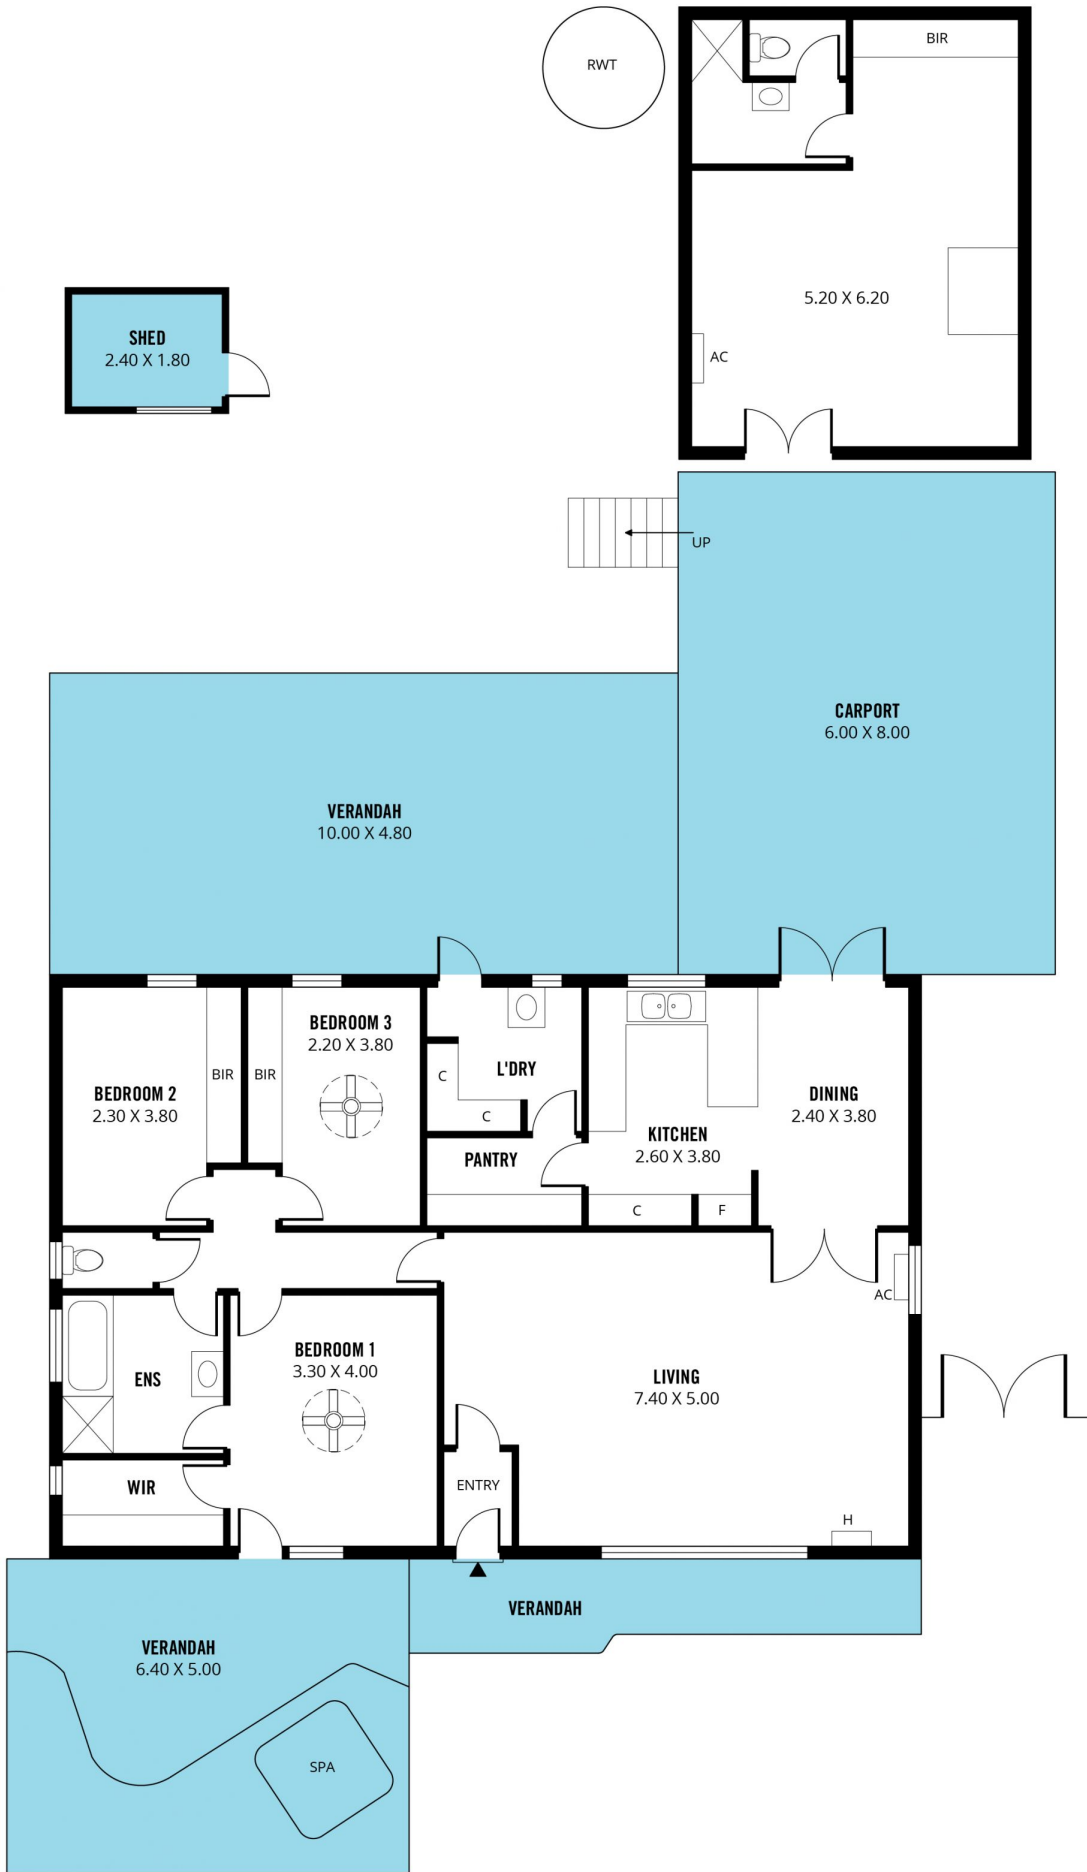 RWT
BIR
5.20 X 6.20
AC
SHED
2.40 X 1.80
UP
CARPORT
6.00 X 8.00
VERANDAH
10.00 X 4.80
BEDROOM 3
2.20 X 3.80
BIR
BIR
BEDROOM 2
2.30 X 3.80
C
L'DRY
C
PANTRY
KITCHEN
2.60 X 3.80
DINING
2.40 X 3.80
C
F
AC
ENS
BEDROOM 1
3.30 X 4.00
LIVING
7.40 X 5.00
WIR
ENTRY
H
VERANDAH
VERANDAH
6.40 X 5.00
SPA